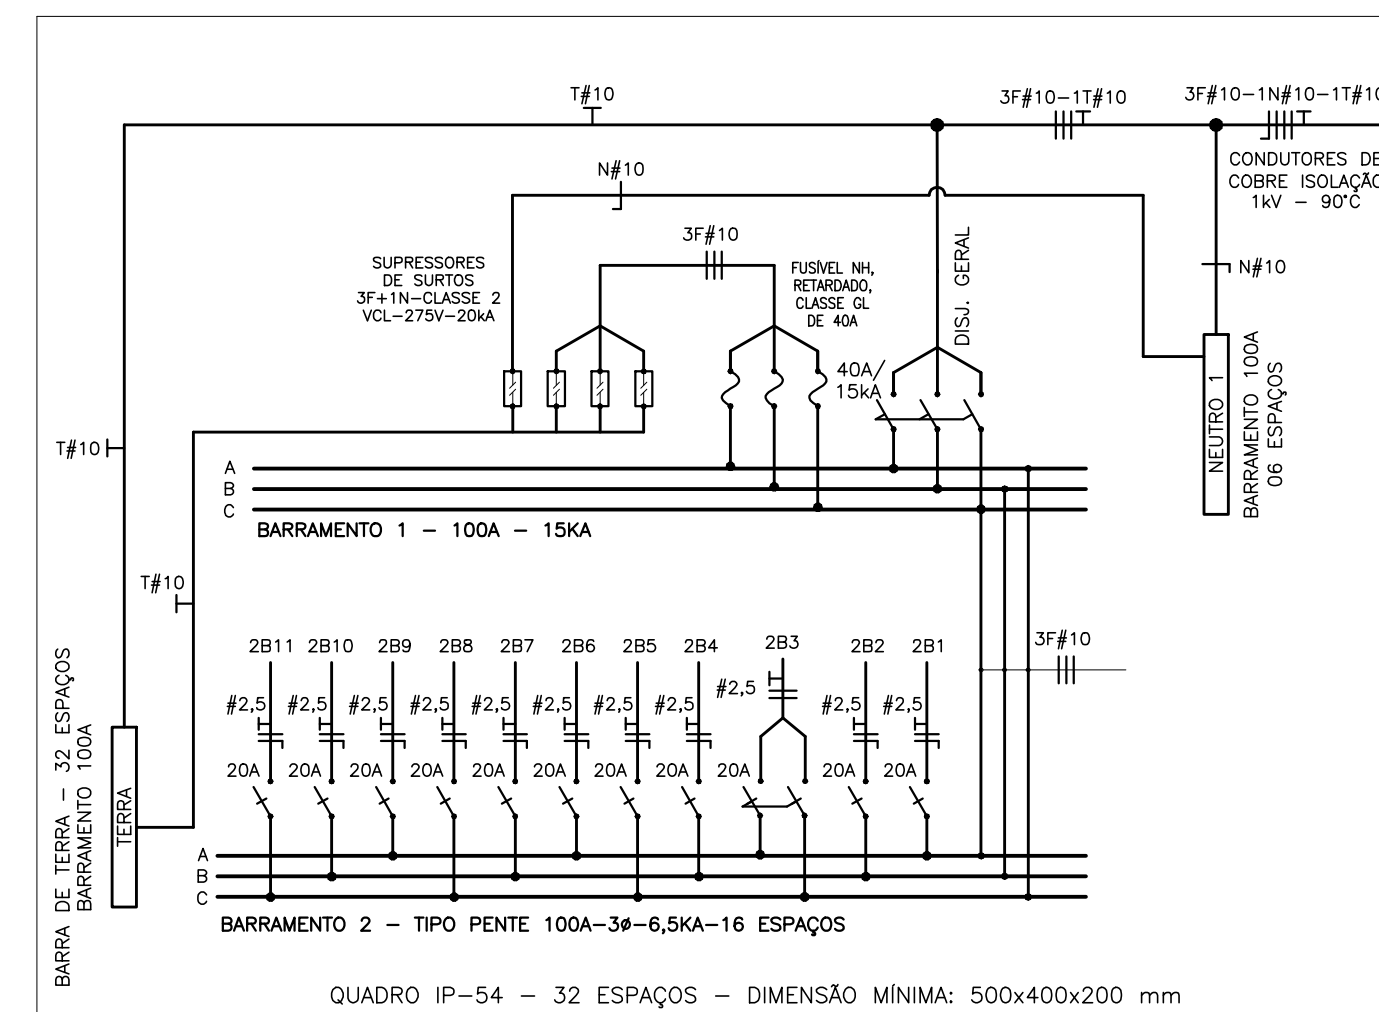 T#10
3F#10-1T#10
3F#10-1N#10-1T#10
CONDUTORES DE
COBRE ISOLAÇÃO
1kV - 90°C
N#10
3F#10
SUPRESSORES
DE SURTOS
3F+1N-CLASSE 2
VCL-275V-20kA
FUSÍVEL NH,
RETARDADO,
CLASSE GL
DE 40A
DISJ. GERAL
N#10
40A/
15kA
NEUTRO 1
BARRAMENTO 100A
06 ESPAÇOS
T#10
A
B
C
BARRAMENTO 1 - 100A - 15KA
T#10
3F#10
2B11 2B10 2B9 2B8 2B7 2B6 2B5 2B4 2B3 2B2 2B1
#2,5 #2,5 #2,5 #2,5 #2,5 #2,5 #2,5 #2,5 #2,5 #2,5 #2,5
20A 20A 20A 20A 20A 20A 20A 20A 20A 20A 20A
BARRA DE TERRA - 32 ESPAÇOS
BARRAMENTO 100A
TERRA
A
B
C
BARRAMENTO 2 - TIPO PENTE 100A-3ø-6,5KA-16 ESPAÇOS
QUADRO IP-54 - 32 ESPAÇOS - DIMENSÃO MÍNIMA: 500x400x200 mm